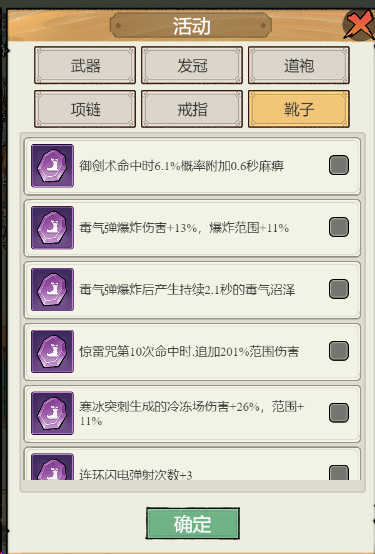 活动
武器
发冠
道袍
项链
戒指
靴子
御剑术命中时6.1%概率附加0.6秒麻痹
毒气弹爆炸伤害+13%，爆炸范围+11%
毒气弹爆炸后产生持续2.1秒的毒气沼泽
惊雷咒第10次命中时.追加201%范围伤害
寒冰突刺生成的冷冻场伤害+26%，范围+
11%
连环闪电弹射次数+3
确定